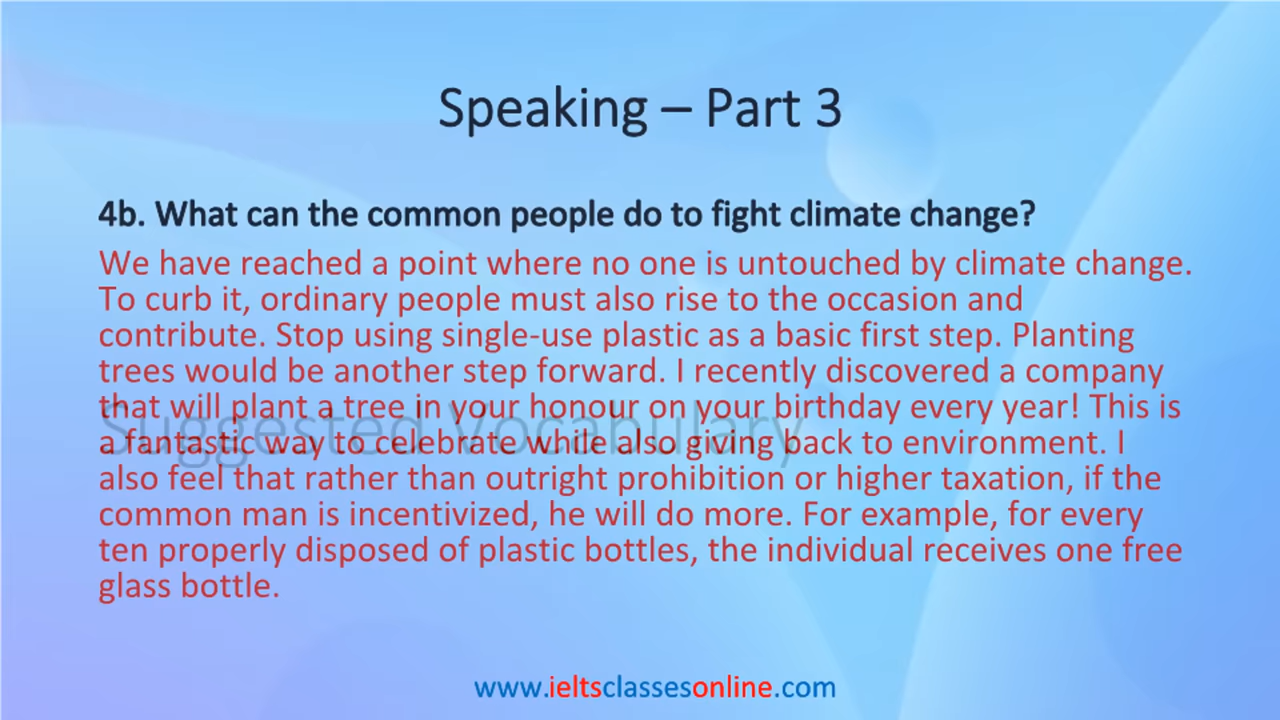 Speaking – Part 3
4b. What can the common people do to fight climate change?
We have reached a point where no one is untouched by climate change.
To curb it, ordinary people must also rise to the occasion and
contribute. Stop using single-use plastic as a basic first step. Planting
trees would be another step forward. I recently discovered a company
that will plant a tree in your honour on your birthday every year! This is
Suggested Vocabulary
a fantastic way to celebrate while also giving back to environment. I
also feel that rather than outright prohibition or higher taxation, if the
common man is incentivized, he will do more. For example, for every
ten properly disposed of plastic bottles, the individual receives one free
glass bottle.
www.ieltsclassesonline.com